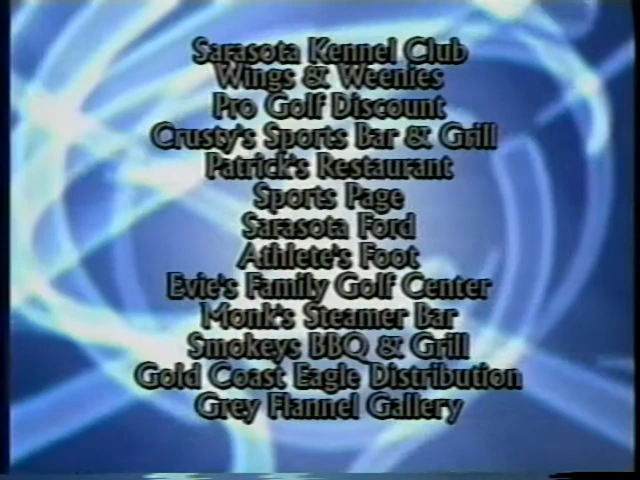 Sarasota Kennel Club
Wings & Weenies
Pro Golf Discount
Crusty's Sports Bar & Grill
Patrick's Restaurant
Sports Page
Sarasota Ford
Athlete's Foot
Evie's Family Golf Center
Monk's Steamer Bar
Smokeys BBQ & Grill
Gold Coast Eagle Distribution
Grey Flannel Gallery